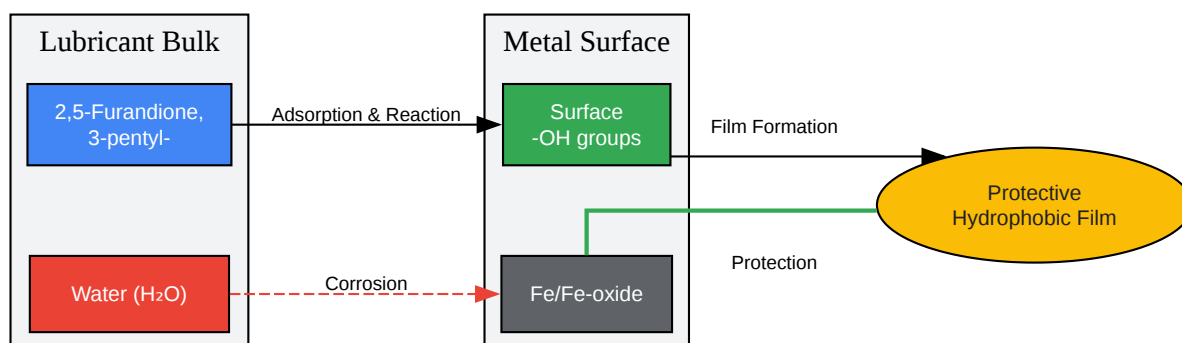 Lubricant Bulk
Metal Surface
2,5-Furandione,
3-pentyl-
Adsorption & Reaction
Surface
-OH groups
Film Formation
Protective
Hydrophobic Film
Water (H₂O)
Corrosion
Fe/Fe-oxide
Protection